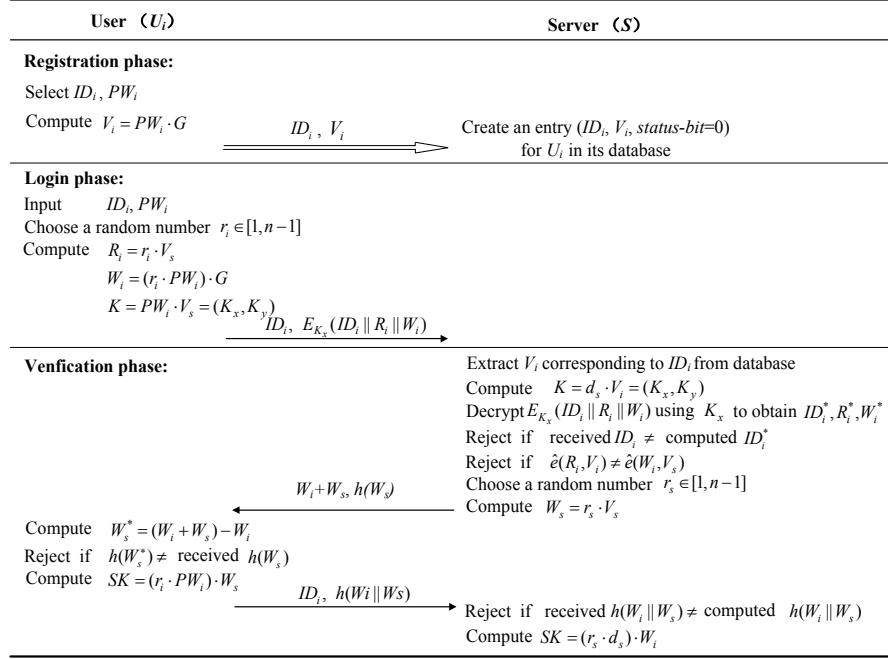 User （Uᵢ） Server （S）
Registration phase:
Select IDᵢ, PWᵢ
Compute Vᵢ = PWᵢ · G
IDᵢ , Vᵢ
Create an entry (IDᵢ, Vᵢ, status-bit=0)
for Uᵢ in its database
Login phase:
Input IDᵢ, PWᵢ
Choose a random number rᵢ ∈ [1, n−1]
Compute Rᵢ = rᵢ · Vₛ
Wᵢ = (rᵢ · PWᵢ) · G
K = PWᵢ · Vₛ = (Kₓ, K_y)
IDᵢ, E_{Kₓ}(IDᵢ || Rᵢ || Wᵢ)
Venfication phase:
Extract Vᵢ corresponding to IDᵢ from database
Compute K = dₛ · Vᵢ = (Kₓ, K_y)
Decrypt E_{Kₓ}(IDᵢ || Rᵢ || Wᵢ) using Kₓ to obtain IDᵢ*, Rᵢ*, Wᵢ*
Reject if received IDᵢ ≠ computed IDᵢ*
Reject if ê(Rᵢ, Vᵢ) ≠ ê(Wᵢ, Vₛ)
Choose a random number rₛ ∈ [1, n−1]
Compute Wₛ = rₛ · Vₛ
Wᵢ+Wₛ, h(Wₛ)
Compute Wₛ* = (Wᵢ + Wₛ) − Wᵢ
Reject if h(Wₛ*) ≠ received h(Wₛ)
Compute SK = (rᵢ · PWᵢ) · Wₛ
IDᵢ, h(Wi || Ws)
Reject if received h(Wᵢ || Wₛ) ≠ computed h(Wᵢ || Wₛ)
Compute SK = (rₛ · dₛ) · Wᵢ